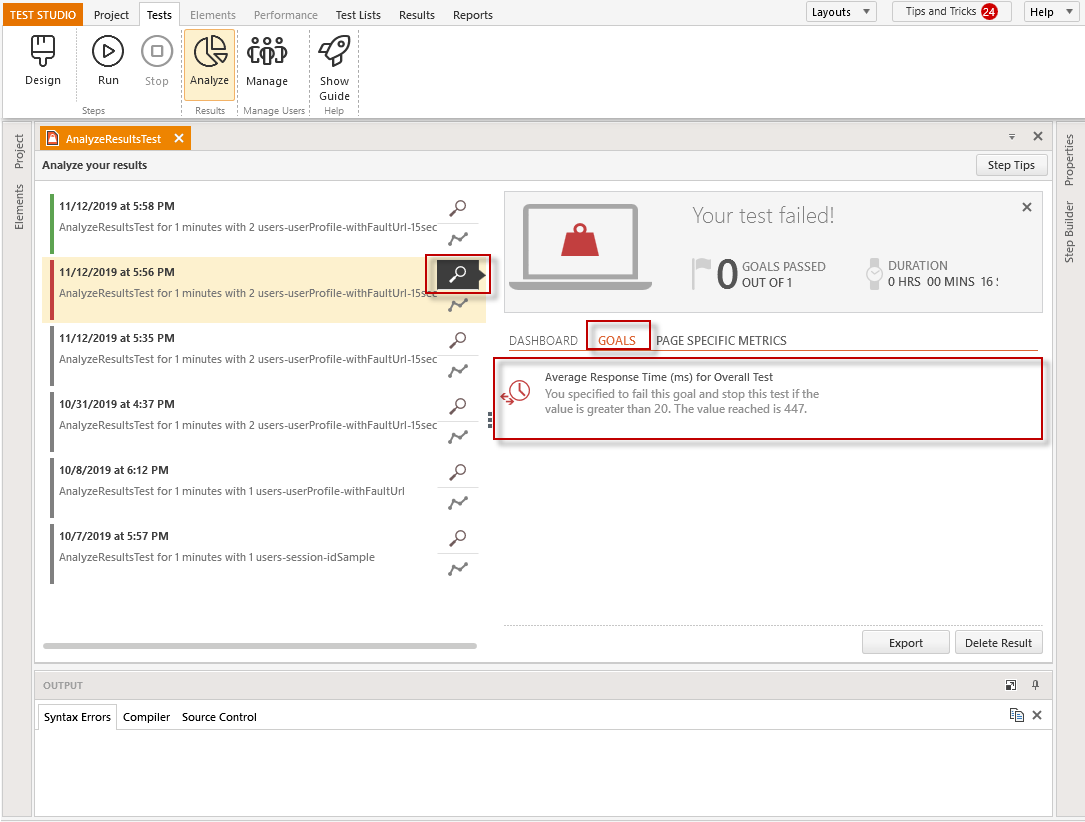 TEST STUDIO Project Tests Elements Performance Test Lists Results Reports Layouts Tips and Tricks 24 Help
Design Run Stop Analyze Manage Show Guide
Steps Results Manage Users Help
Project
Elements
AnalyzeResultsTest
Analyze your results
Step Tips
11/12/2019 at 5:58 PM
AnalyzeResultsTest for 1 minutes with 2 users-userProfile-withFaultUrl-15sec
11/12/2019 at 5:56 PM
AnalyzeResultsTest for 1 minutes with 2 users-userProfile-withFaultUrl-15sec
11/12/2019 at 5:35 PM
AnalyzeResultsTest for 1 minutes with 2 users-userProfile-withFaultUrl-15sec
10/31/2019 at 4:37 PM
AnalyzeResultsTest for 1 minutes with 2 users-userProfile-withFaultUrl-15sec
10/8/2019 at 6:12 PM
AnalyzeResultsTest for 1 minutes with 1 users-userProfile-withFaultUrl
10/7/2019 at 5:57 PM
AnalyzeResultsTest for 1 minutes with 1 users-session-idSample
Your test failed!
0 GOALS PASSED
OUT OF 1
DURATION
0 HRS 00 MINS 16
DASHBOARD GOALS PAGE SPECIFIC METRICS
Average Response Time (ms) for Overall Test
You specified to fail this goal and stop this test if the
value is greater than 20. The value reached is 447.
Export Delete Result
Properties
Step Builder
OUTPUT
Syntax Errors Compiler Source Control